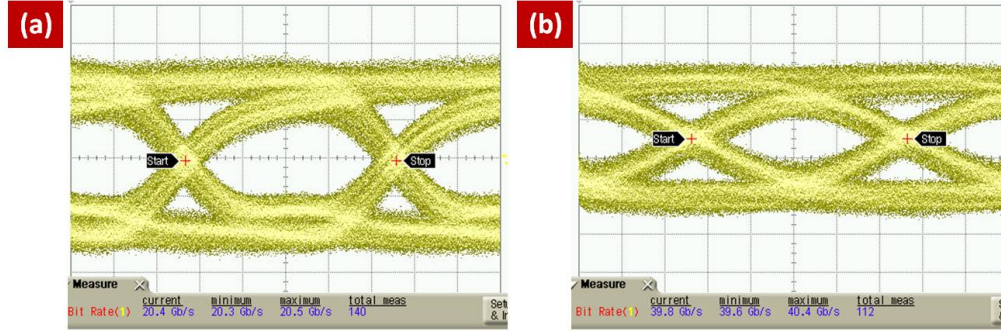 (a)
Start
Stop
Measure
current minimum maximum total meas
Bit Rate(1) 20.4 Gb/s 20.3 Gb/s 20.5 Gb/s 140
(b)
Start
Stop
Measure
current minimum maximum total meas
Bit Rate(1) 39.8 Gb/s 39.6 Gb/s 40.4 Gb/s 112